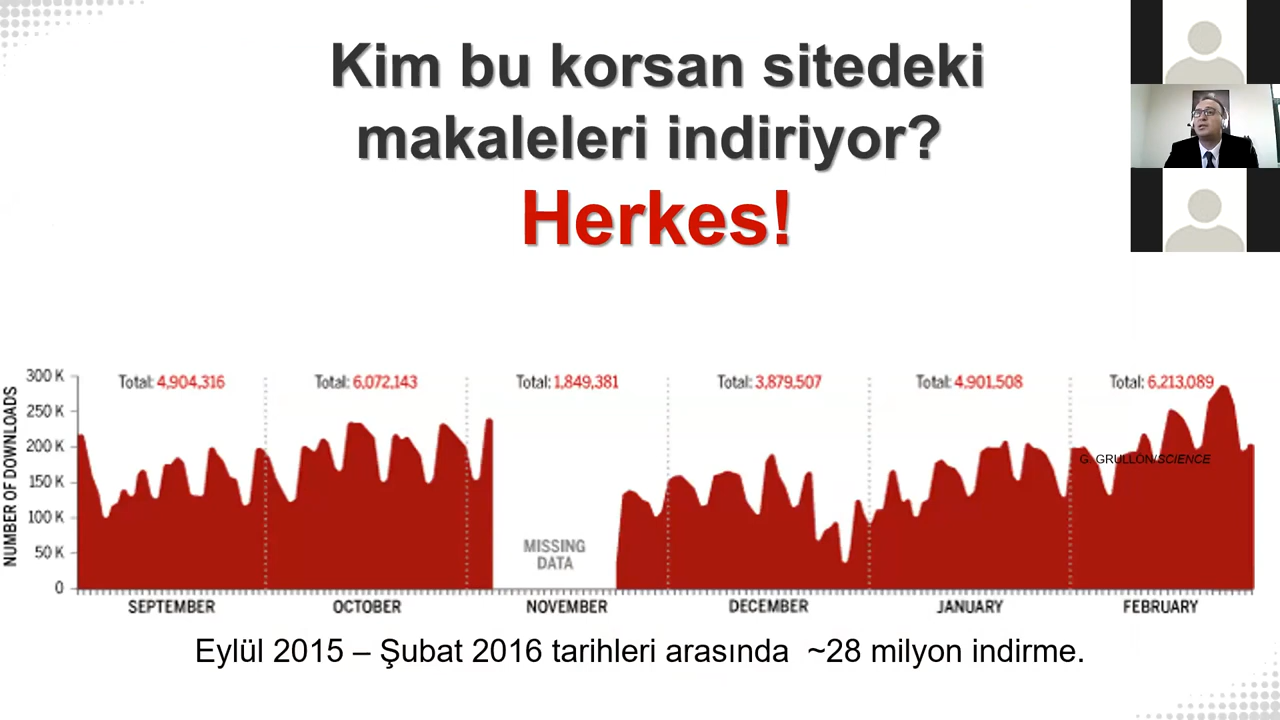 Kim bu korsan sitedeki
makaleleri indiriyor?
Herkes!
NUMBER OF DOWNLOADS
300 K
250 K
200 K
150 K
100 K
50 K
0
Total: 4,904,316
Total: 6,072,143
Total: 1,849,381
Total: 3,879,507
Total: 4,901,508
Total: 6,213,089
G. GRULLÓN/SCIENCE
MISSING
DATA
SEPTEMBER
OCTOBER
NOVEMBER
DECEMBER
JANUARY
FEBRUARY
Eylül 2015 – Şubat 2016 tarihleri arasında ~28 milyon indirme.